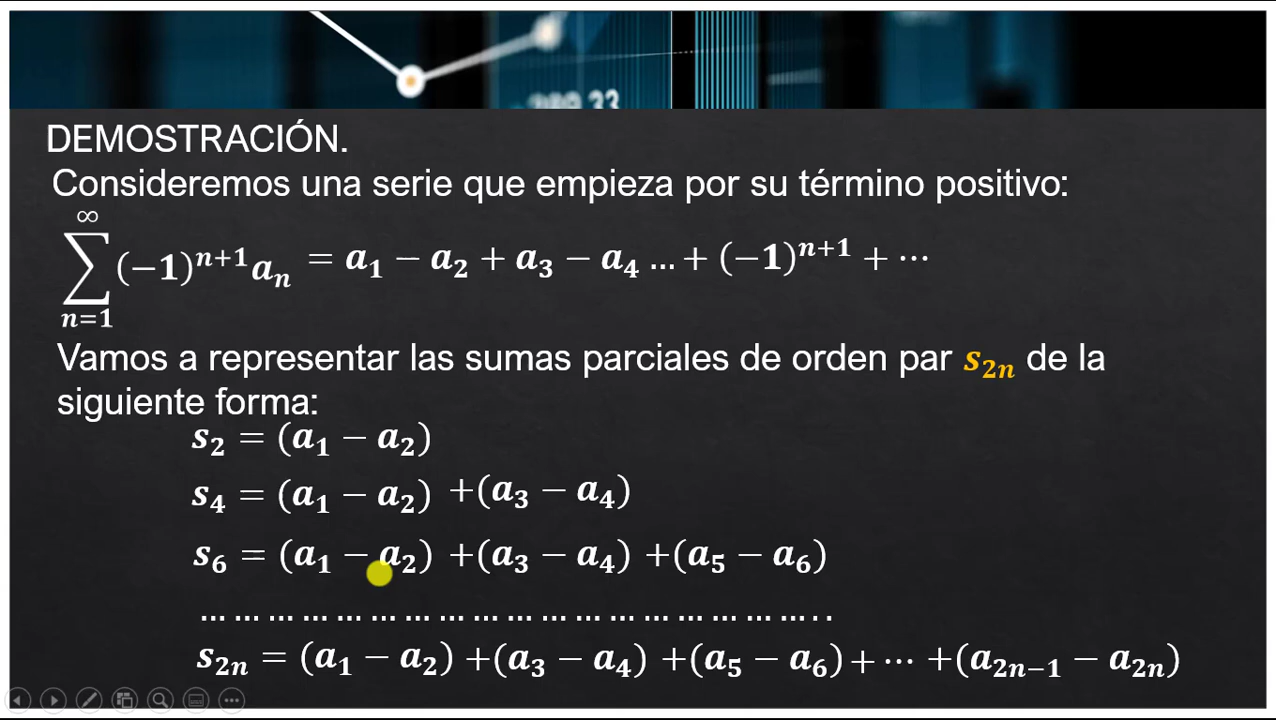 DEMOSTRACIÓN.
Consideremos una serie que empieza por su término positivo:
∑_{n=1}^{∞} (−1)^{n+1} a_n = a_1 − a_2 + a_3 − a_4 ... + (−1)^{n+1} + ⋯
Vamos a representar las sumas parciales de orden par s_{2n} de la
siguiente forma:
s_2 = (a_1 − a_2)
s_4 = (a_1 − a_2) +(a_3 − a_4)
s_6 = (a_1 − a_2) +(a_3 − a_4) +(a_5 − a_6)
... ... ... ... ... ... ... ... ... ... ... ... ... ... ... ... ... ... ..
s_{2n} = (a_1 − a_2) +(a_3 − a_4) +(a_5 − a_6) + ⋯ +(a_{2n−1} − a_{2n})